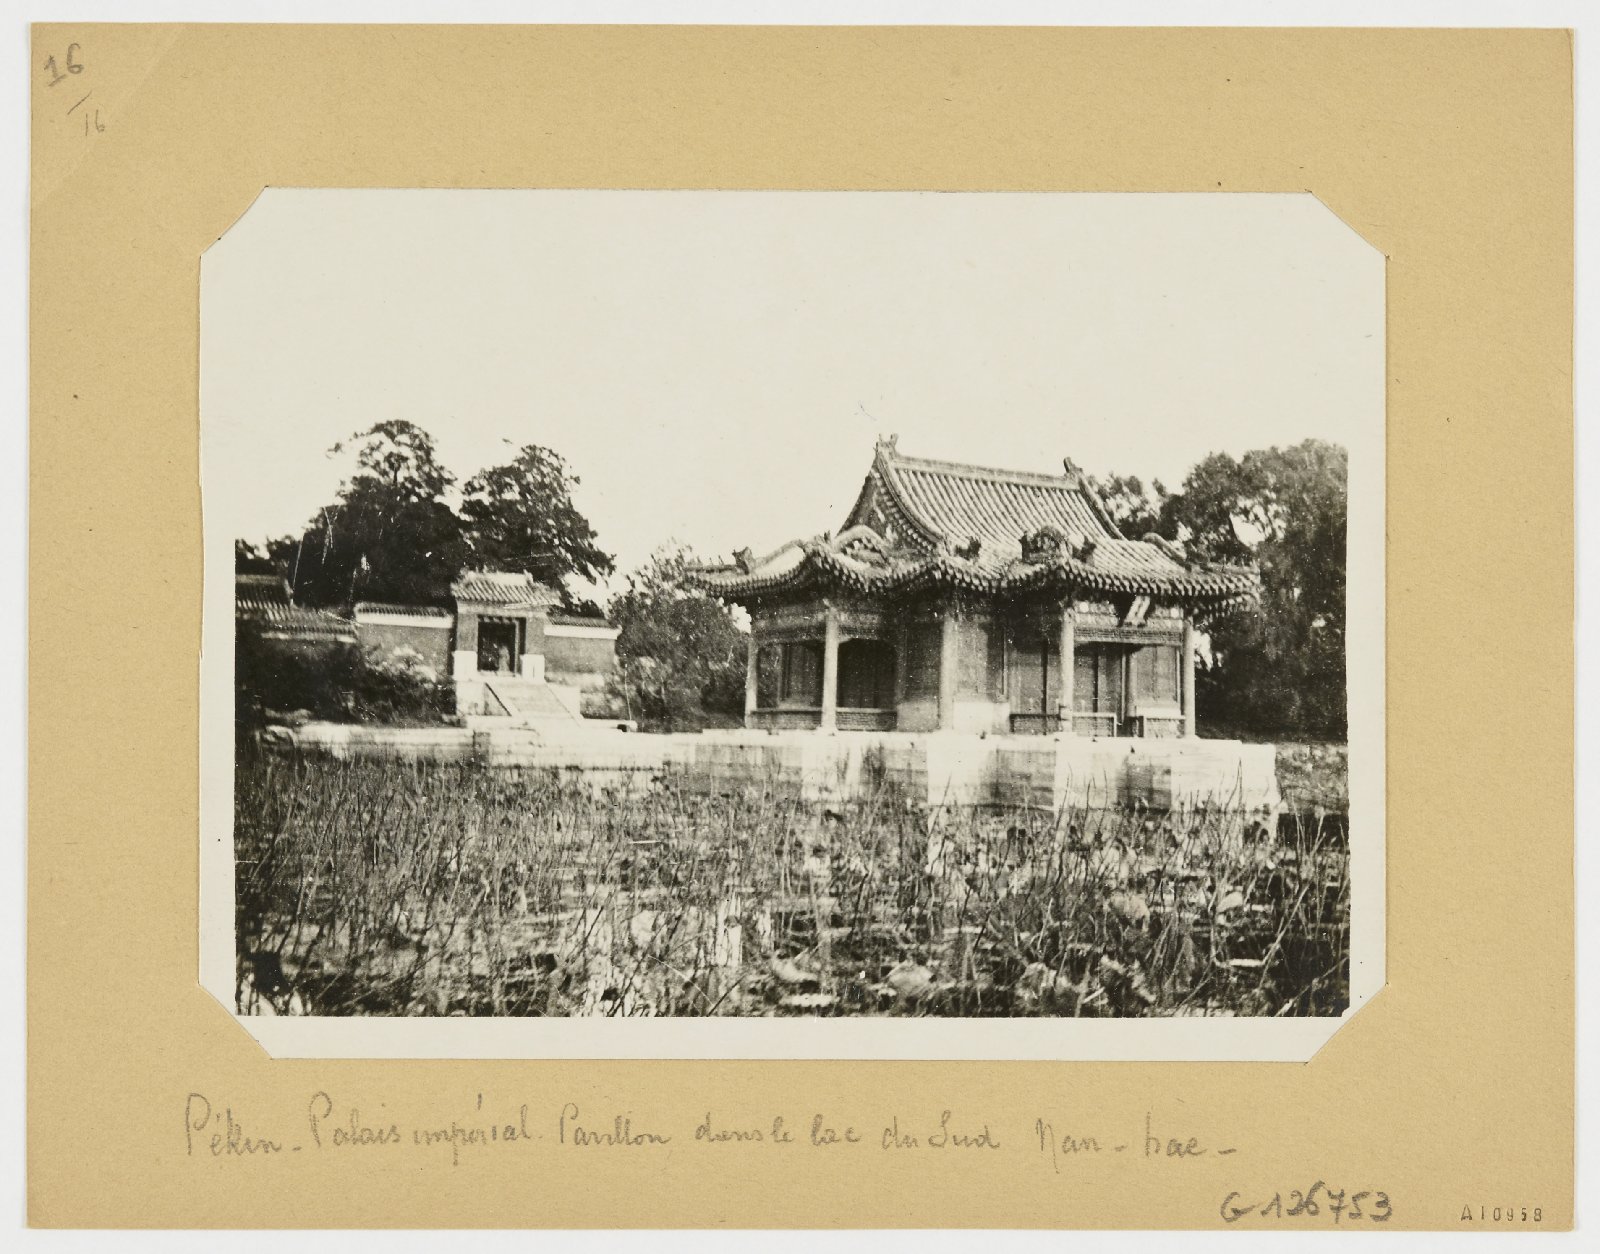 16
/
16
Pékin - Palais impérial. Pavillon dans le lac du Sud Nan - hae -
G 126753
A10958